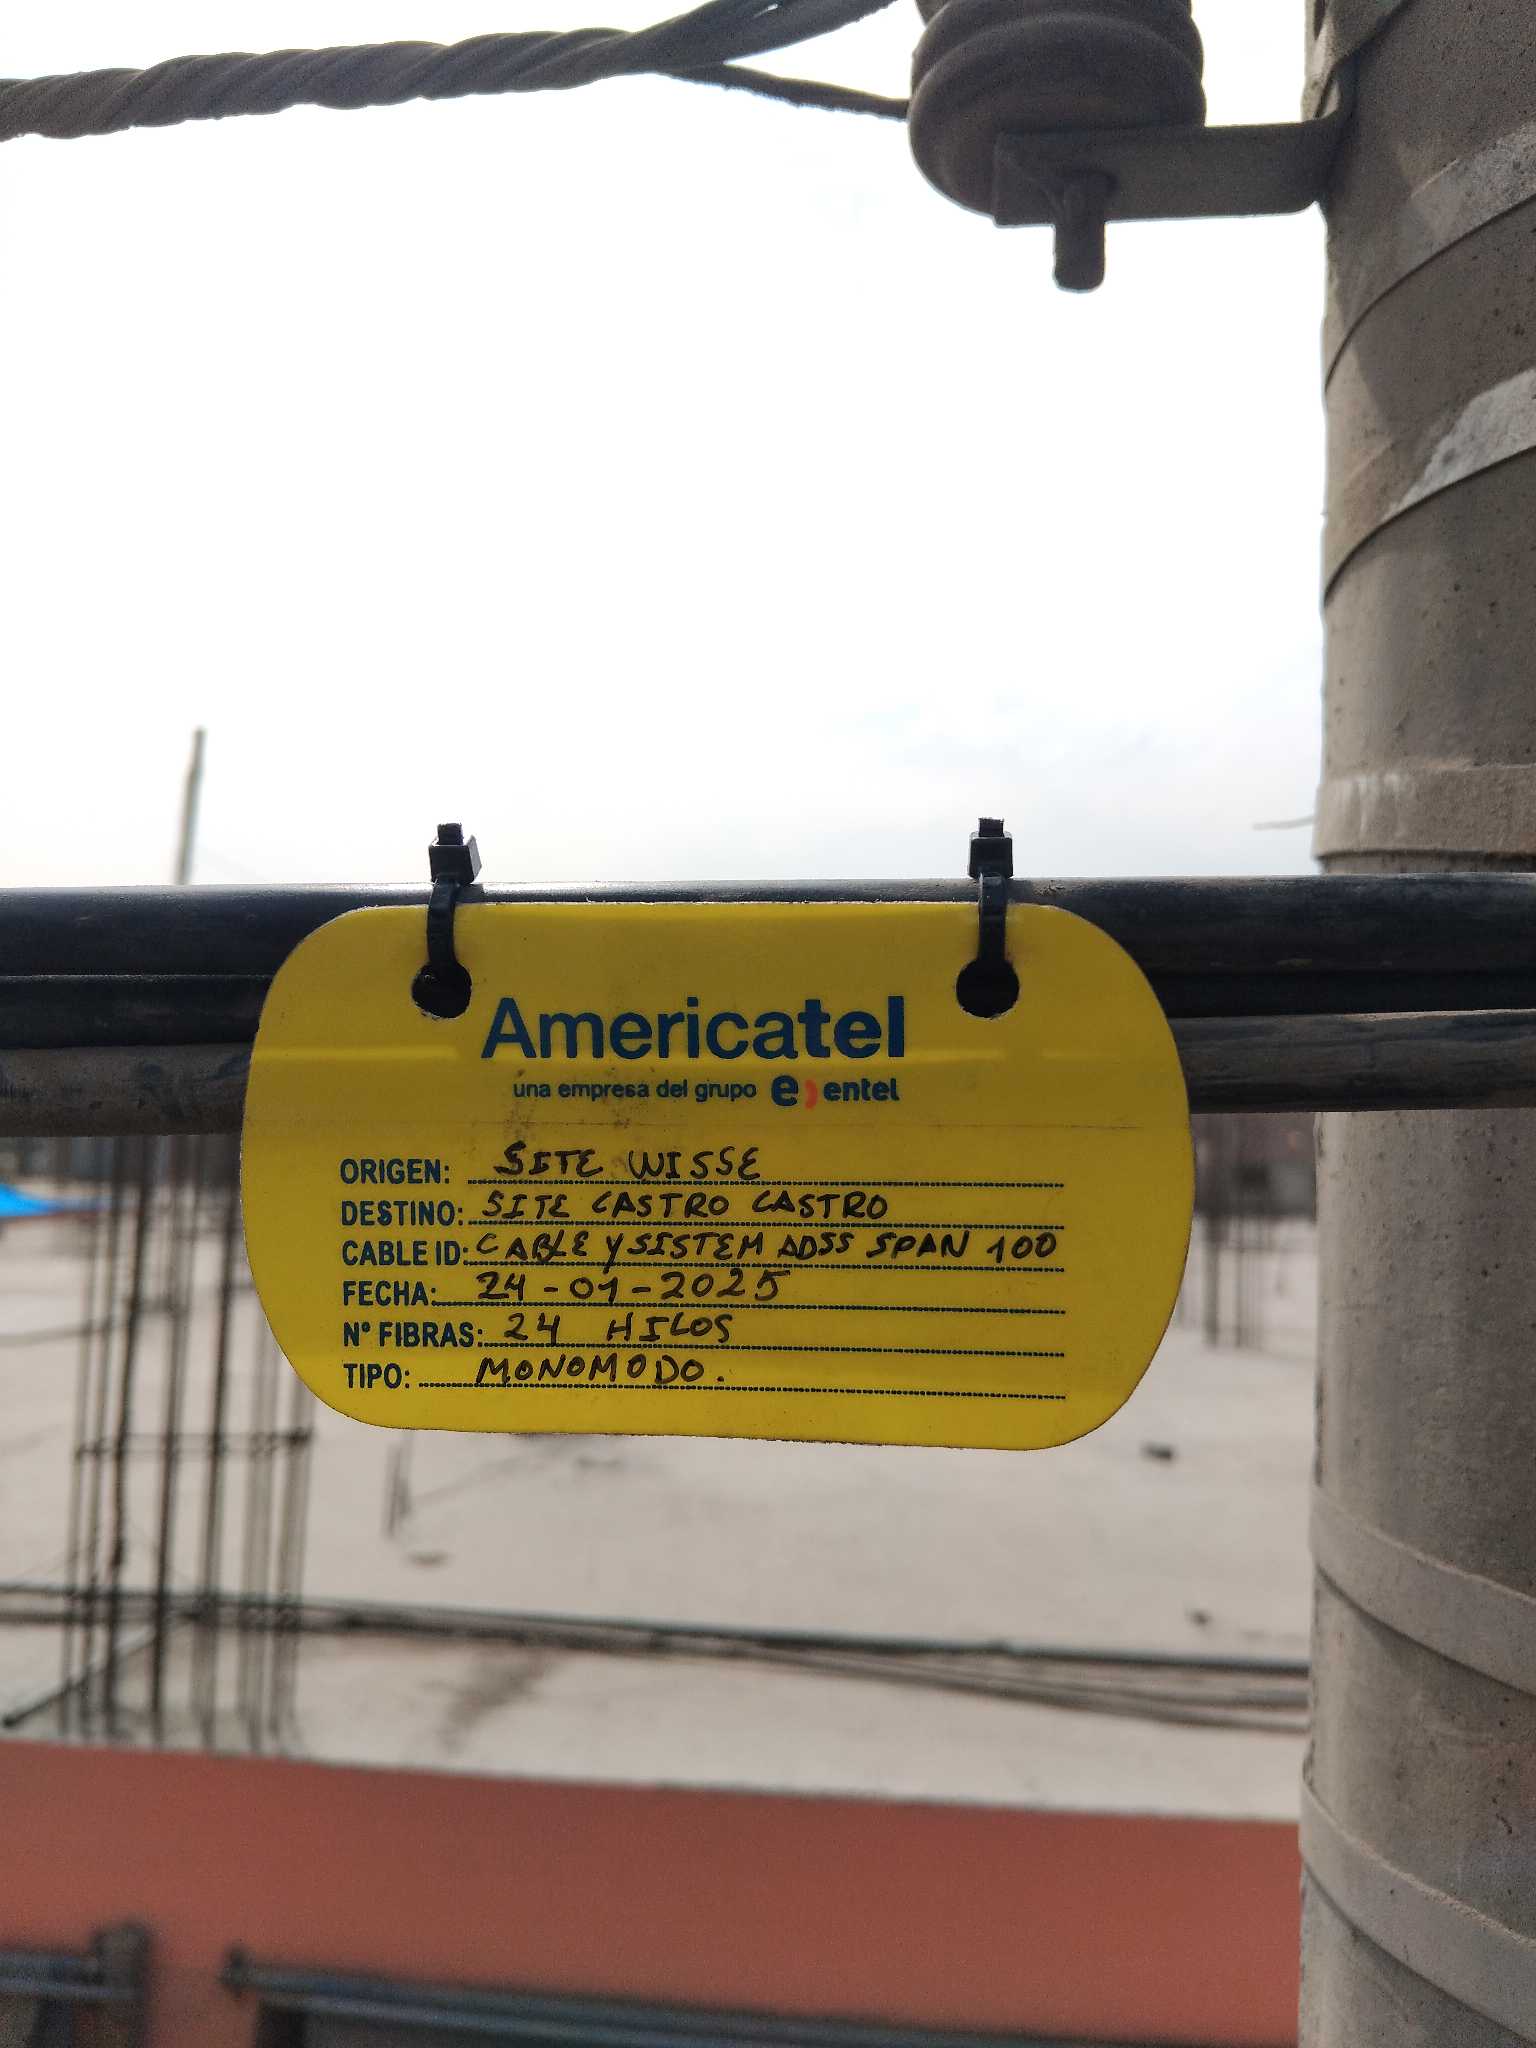 Americatel
una empresa del grupo e) entel
ORIGEN: SITE WISSE
DESTINO: SITE CASTRO CASTRO
CABLE ID: CABLE Y SISTEM ADSS SPAN 100
FECHA: 24-01-2025
N° FIBRAS: 24 HILOS
TIPO: MONOMODO.